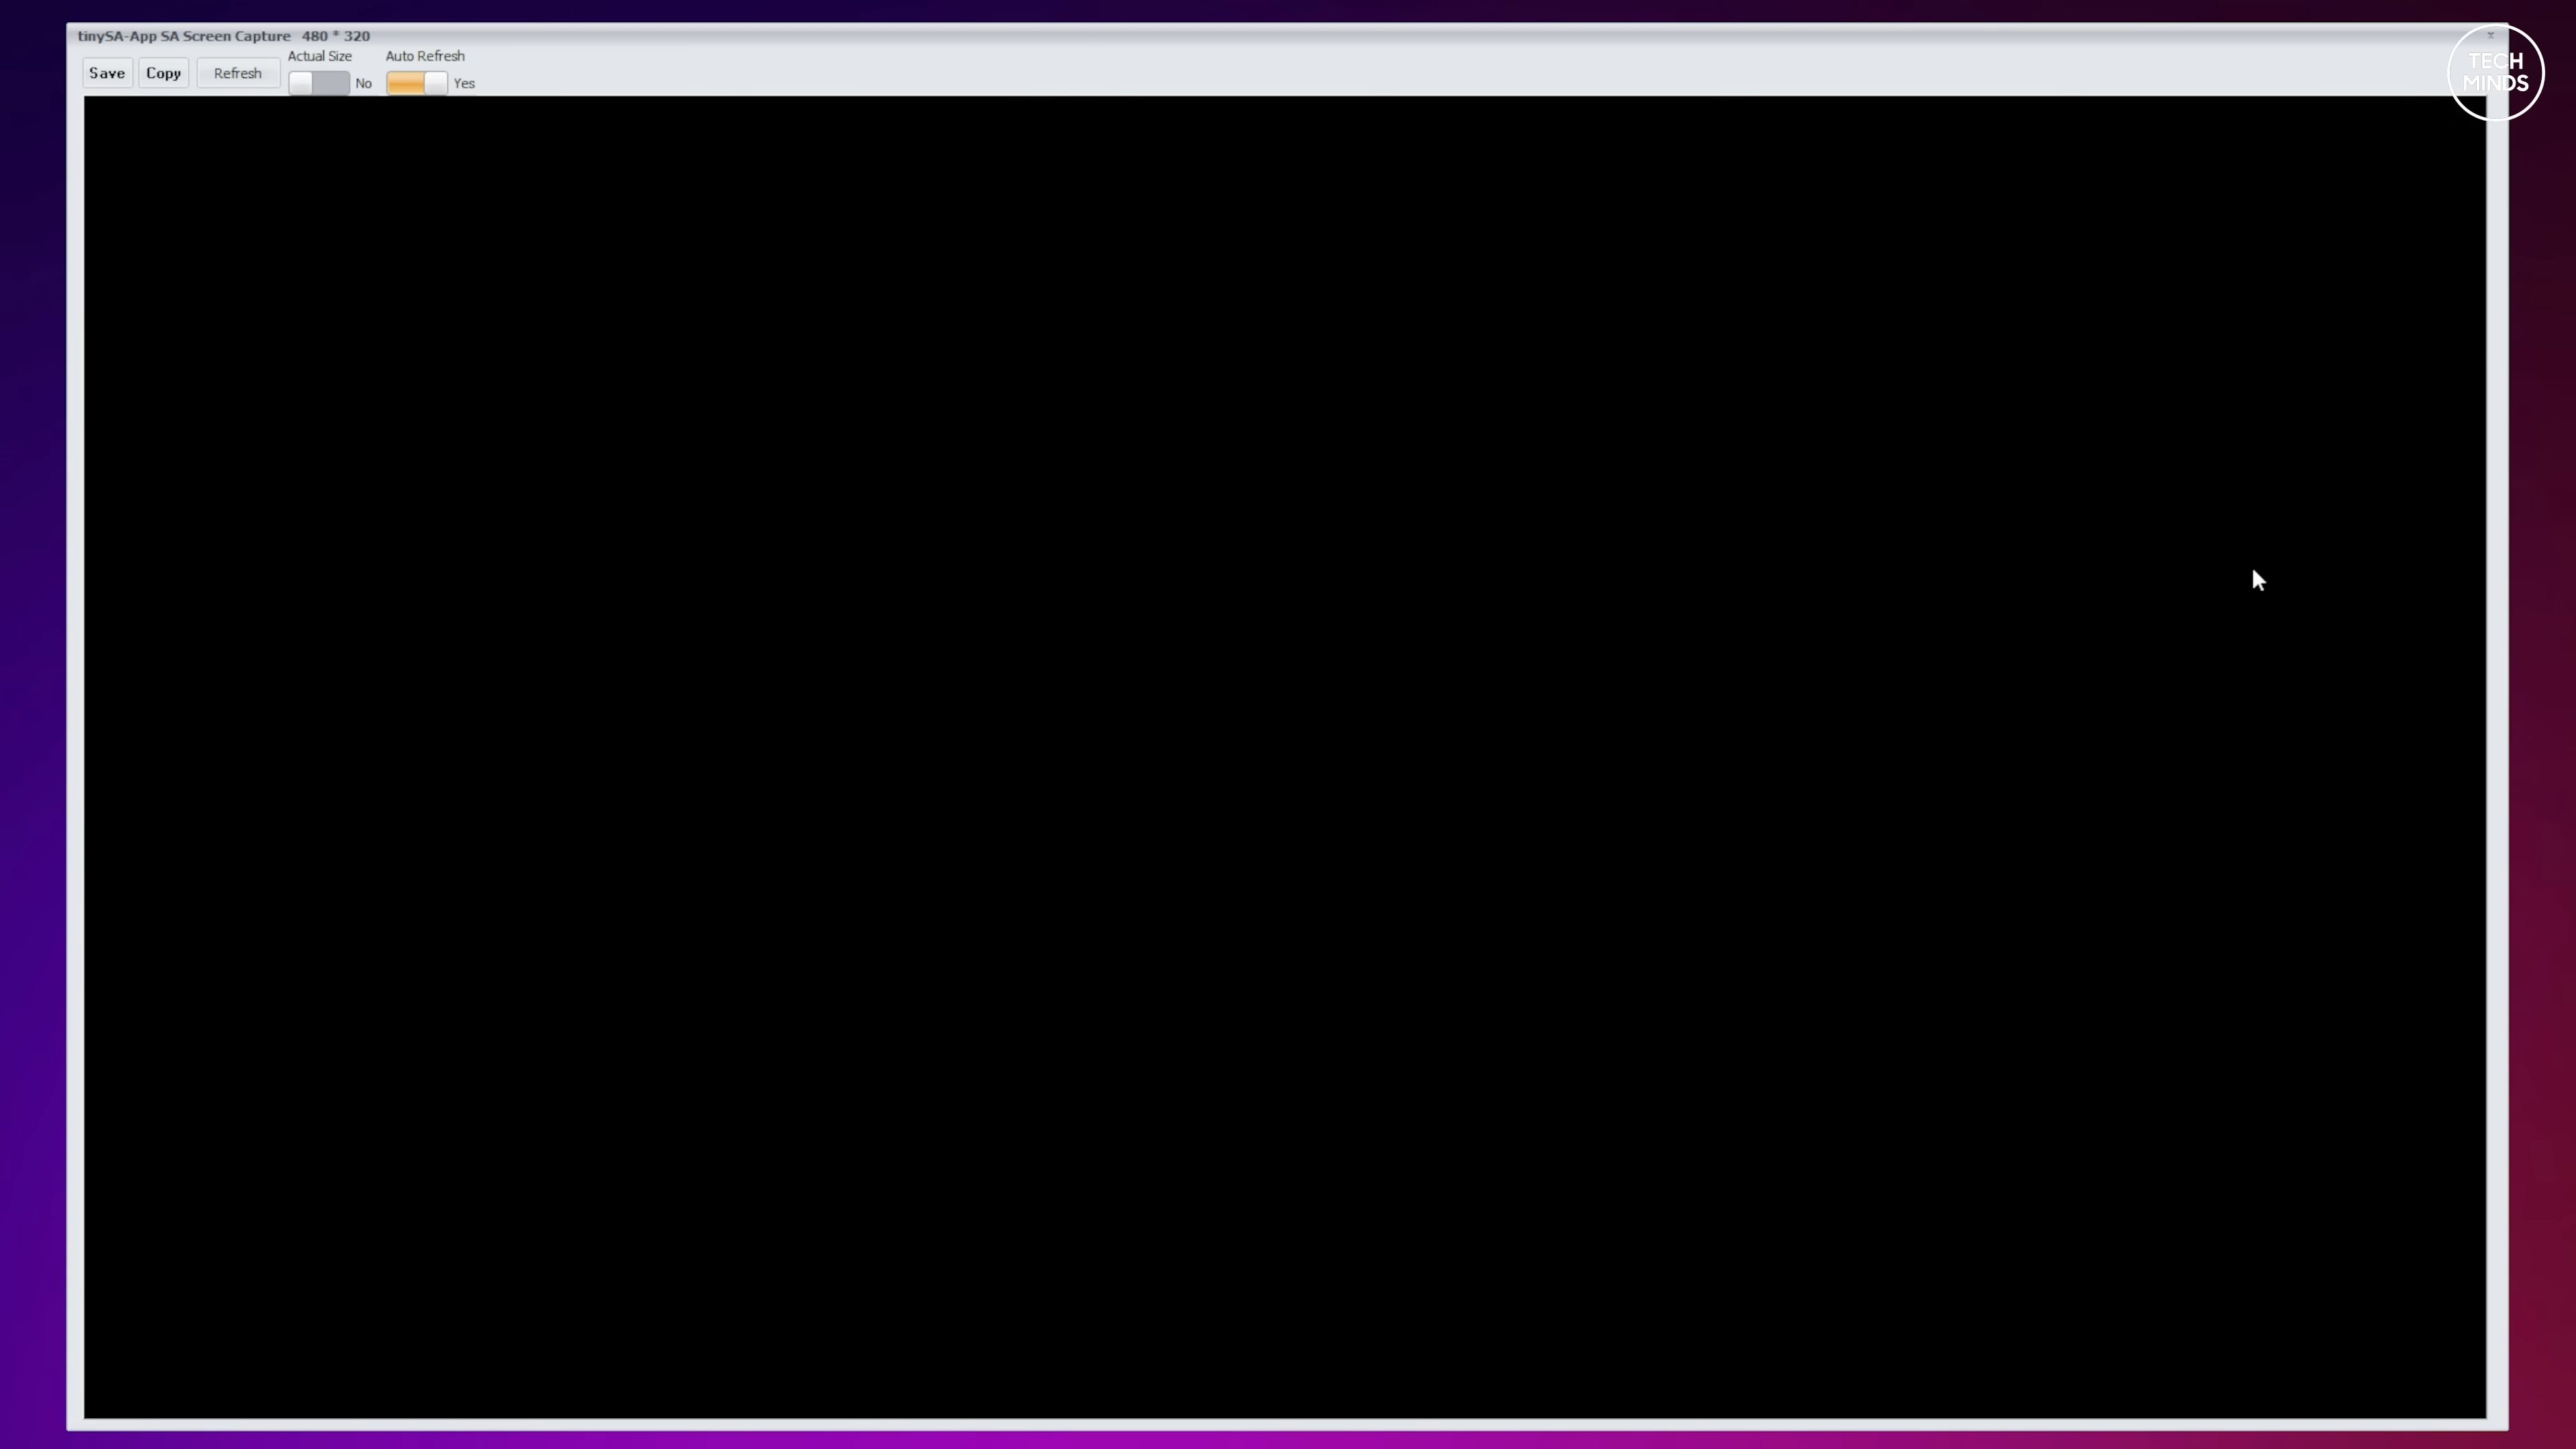 tinySA-App SA Screen Capture 480 * 320
Actual Size Auto Refresh
Save Copy Refresh No Yes
TECH
MINDS